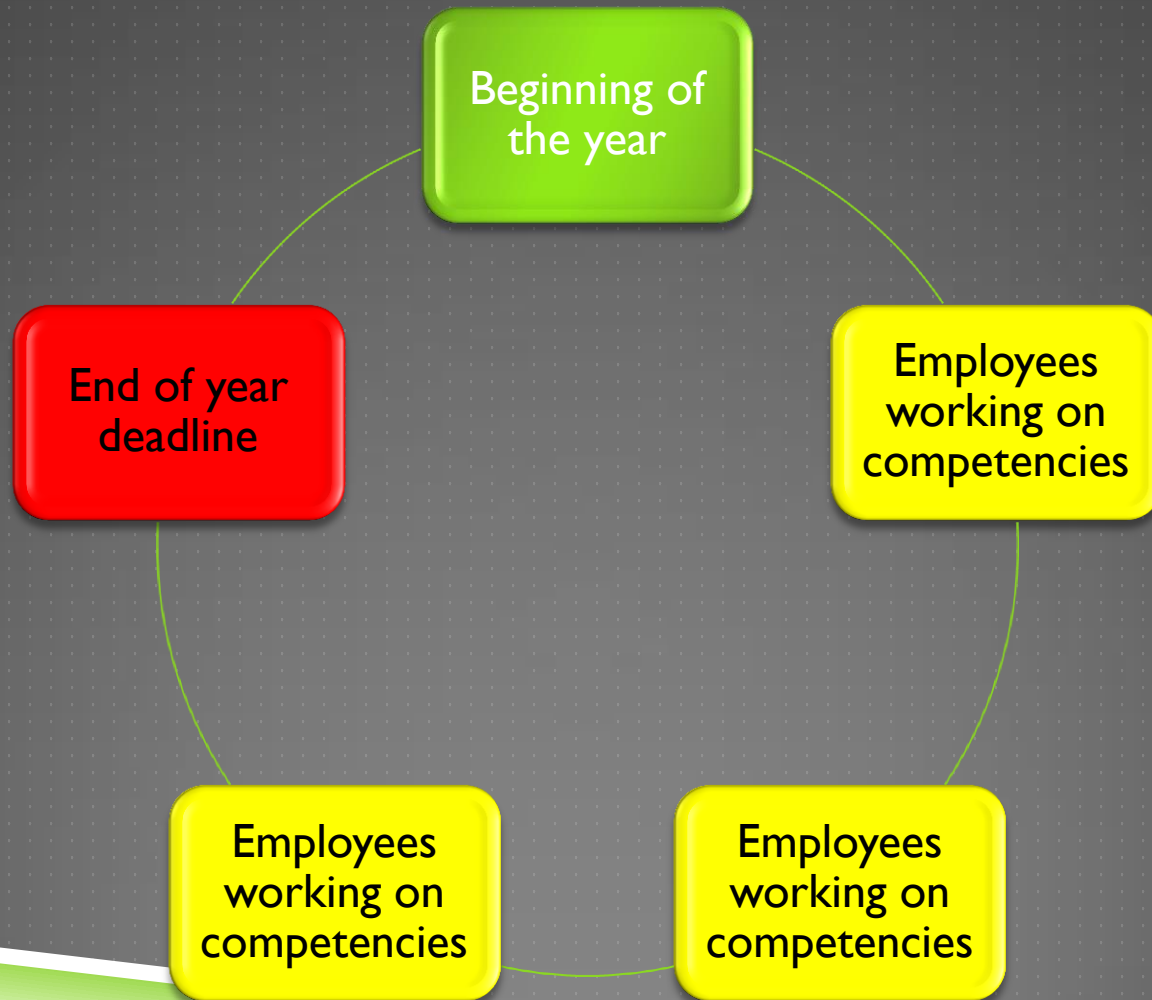 Beginning of
the year
Employees
working on
competencies
Employees
working on
competencies
Employees
working on
competencies
End of year
deadline